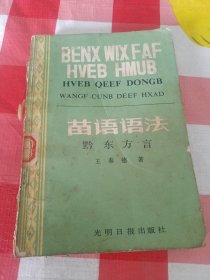 BENX WIX FAF
HVEB HMUB
HVEB QEEF DONGB
WANGF CUNB DEEF HXAD
苗语语法
黔东方言
王春德 著
光明日报出版社